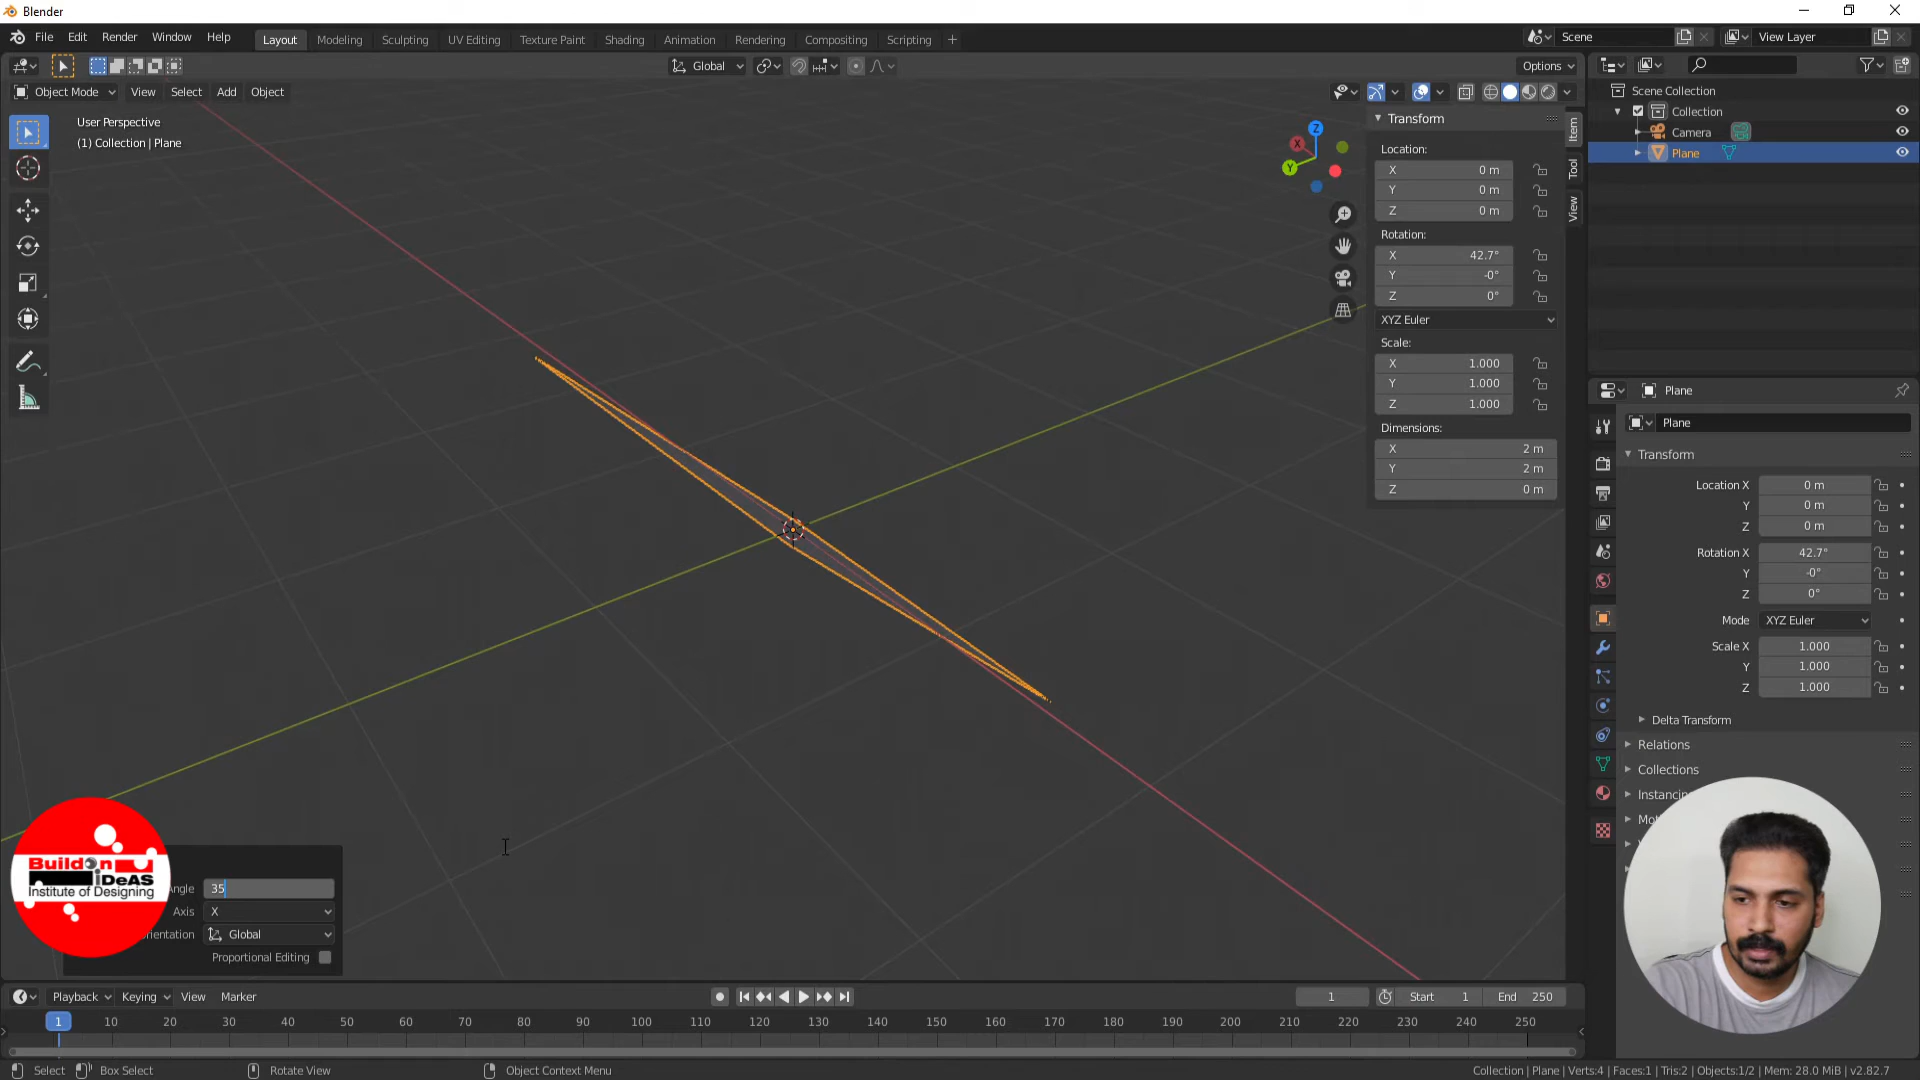 Blender
File Edit Render Window Help
Layout Modeling Sculpting UV Editing Texture Paint Shading Animation Rendering Compositing Scripting +
Scene
View Layer
Global
Options
Object Mode View Select Add Object
User Perspective
(1) Collection | Plane
Z
X
Y
Transform
Location:
X 0 m
Y 0 m
Z 0 m
Rotation:
X 42.7°
Y -0°
Z 0°
XYZ Euler
Scale:
X 1.000
Y 1.000
Z 1.000
Dimensions:
X 2 m
Y 2 m
Z 0 m
Item
Tool
View
Scene Collection
Collection
Camera
Plane
Plane
Plane
Transform
Location X 0 m
Y 0 m
Z 0 m
Rotation X 42.7°
Y -0°
Z 0°
Mode XYZ Euler
Scale X 1.000
Y 1.000
Z 1.000
Delta Transform
Relations
Collections
Instancing
Angle 35
Axis X
Orientation Global
Proportional Editing
Build on
iDeAS
Institute of Designing
Playback Keying View Marker
1 Start 1 End 250
1 10 20 30 40 50 60 70 80 90 100 110 120 130 140 150 160 170 180 190 200 210 220 230 240 250
Select Box Select Rotate View Object Context Menu
Collection | Plane | Verts:4 | Faces:1 | Tris:2 | Objects:1/2 | Mem: 28.0 MiB | v2.82.7